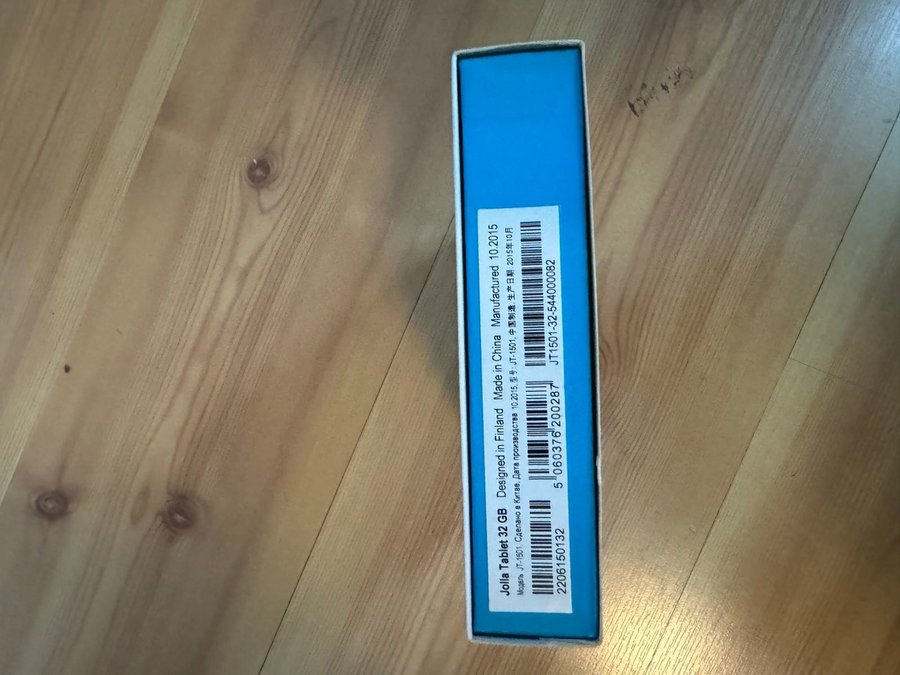 Jolla Tablet 32 GB Designed in Finland Made in China Manufactured 10.2015
Модель JT-1501, Сделано в Китае, Дата производства 10.2015, 型号: JT-1501, 中国制造, 生产日期: 2015年10月
2206150132 5 060376 200287 JT1501-32-544000082